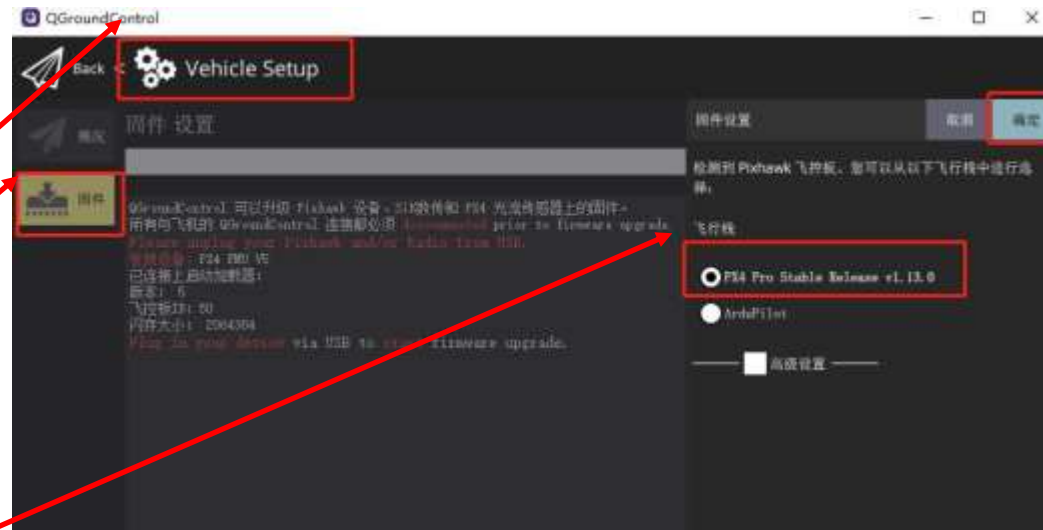 QGroundControl
Back < Vehicle Setup
概况
固件
固件 设置
QGroundControl 可以升级 Pixhawk 设备、SiK数传和 PX4 光流传感器上的固件。
所有与飞机的 QGroundControl 连接都必须 disconnected prior to firmware upgrade.
Please unplug your Pixhawk and/or Radio from USB.
发现设备: PX4 FMU V5
已连接上启动加载器:
版本: 5
飞控板ID: 50
闪存大小: 2064384
Plug in your device via USB to start firmware upgrade.
固件设置
取消
确定
检测到 Pixhawk 飞控板。您可以从以下飞行栈中进行选择:
飞行栈
PX4 Pro Stable Release v1.13.0
ArduPilot
高级设置